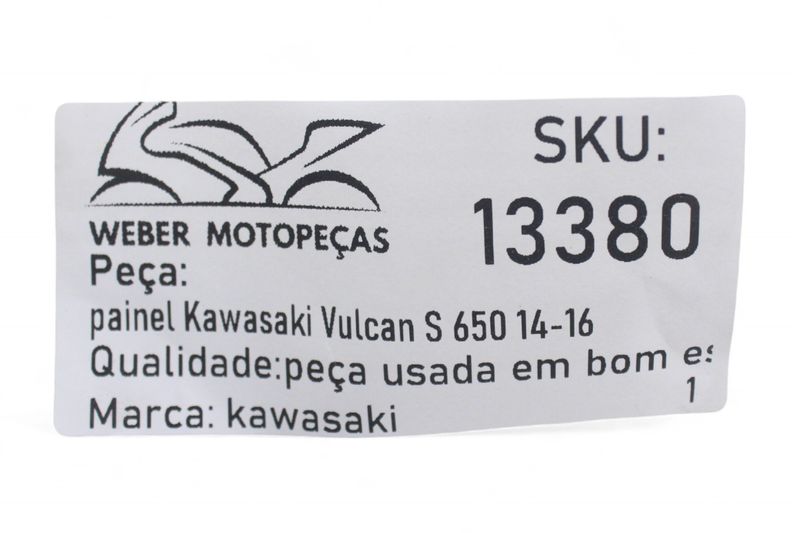 WEBER MOTOPEÇAS
SKU:
13380
Peça:
painel Kawasaki Vulcan S 650 14-16
Qualidade:peça usada em bom es
1
Marca: kawasaki